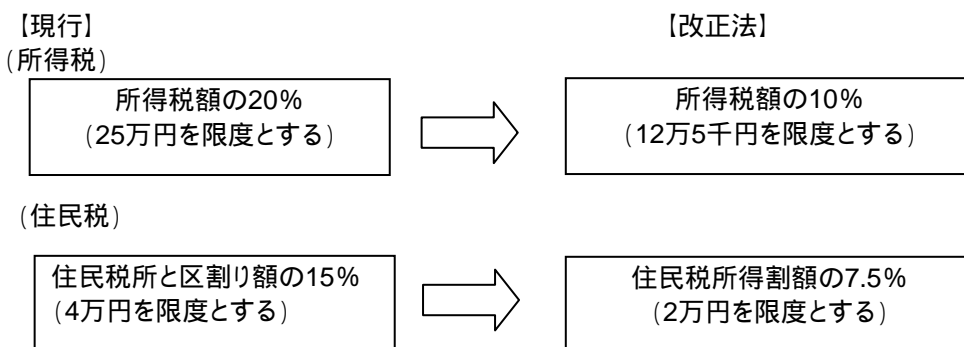 【現行】 【改正法】
(所得税)
所得税額の20% 所得税額の10%
(25万円を限度とする) (12万5千円を限度とする)
(住民税)
住民税所と区割り額の15% 住民税所得割額の7.5%
(4万円を限度とする) (2万円を限度とする)